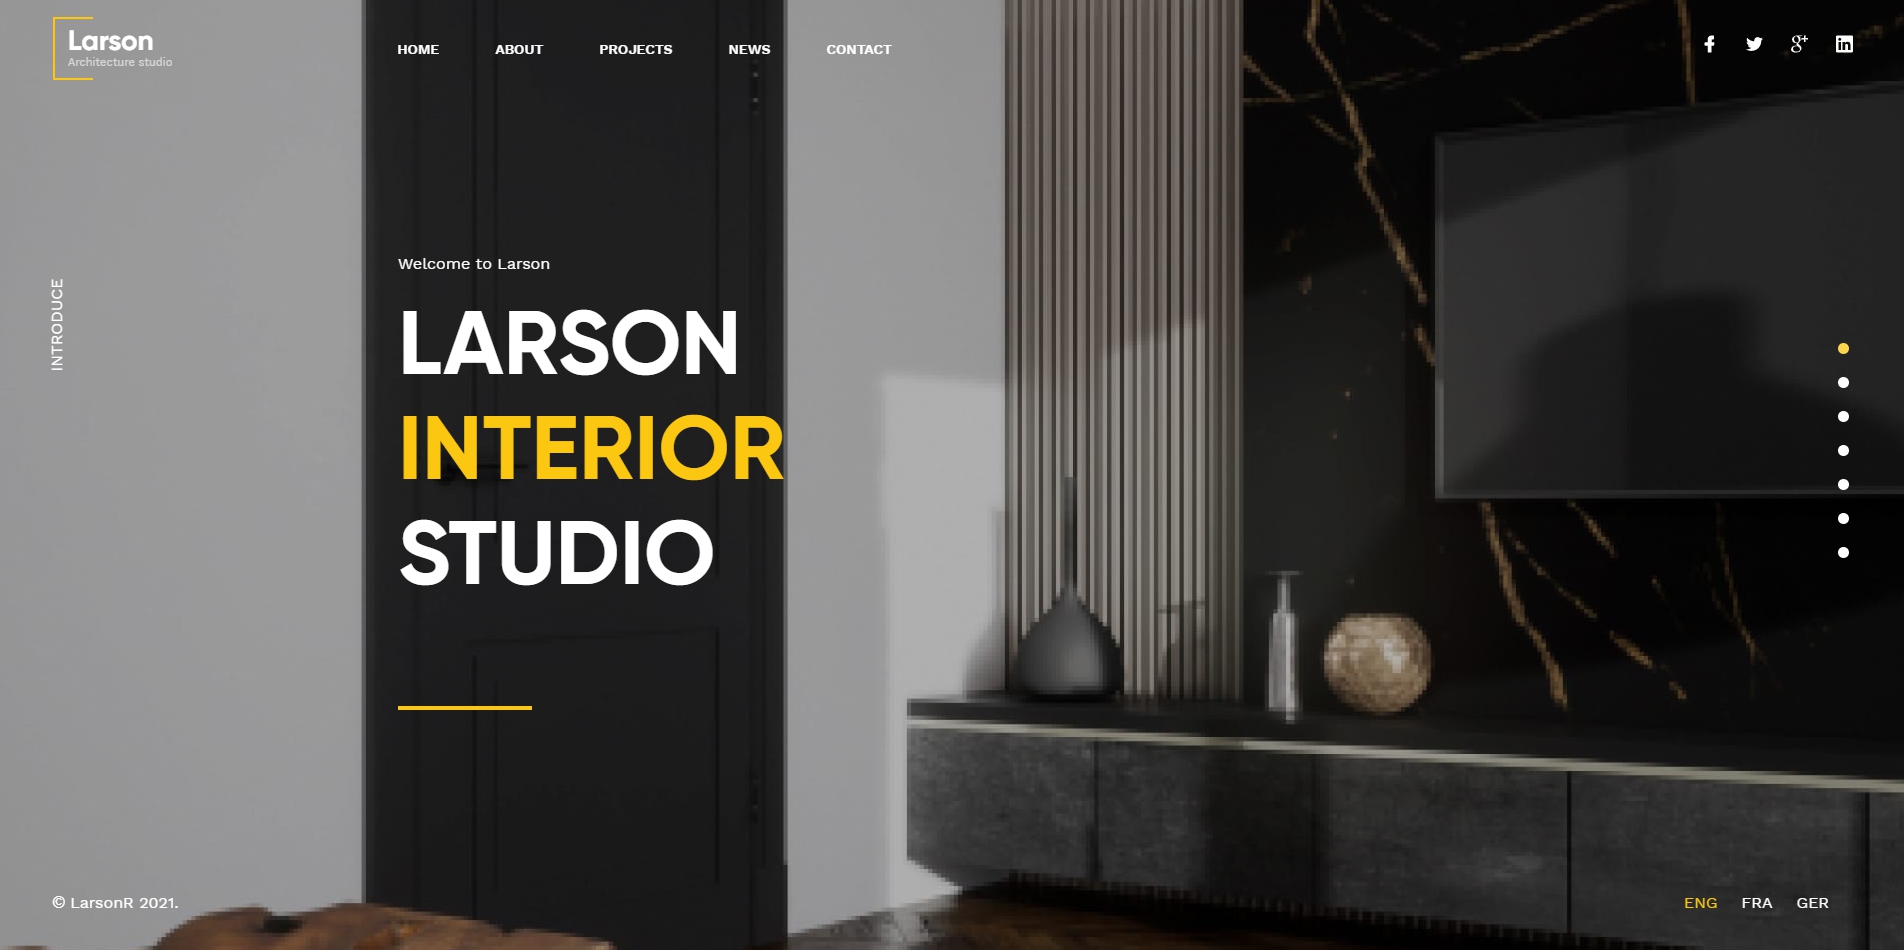 Larson
Architecture studio
HOME ABOUT PROJECTS NEWS CONTACT
INTRODUCE
Welcome to Larson
LARSON
INTERIOR
STUDIO
© LarsonR 2021.
ENG FRA GER